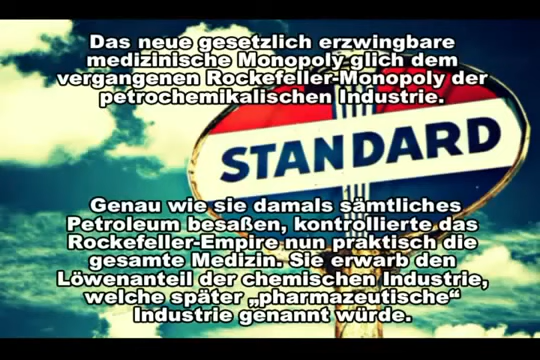 Das neue gesetzlich erzwingbare
medizinische Monopoly glich dem
vergangenen Rockefeller-Monopoly der
petrochemikalischen Industrie.
STANDARD
Genau wie sie damals sämtliches
Petroleum besaßen, kontrollierte das
Rockefeller-Empire nun praktisch die
gesamte Medizin. Sie erwarb den
Löwenanteil der chemischen Industrie,
welche später „pharmazeutische“
Industrie genannt würde.